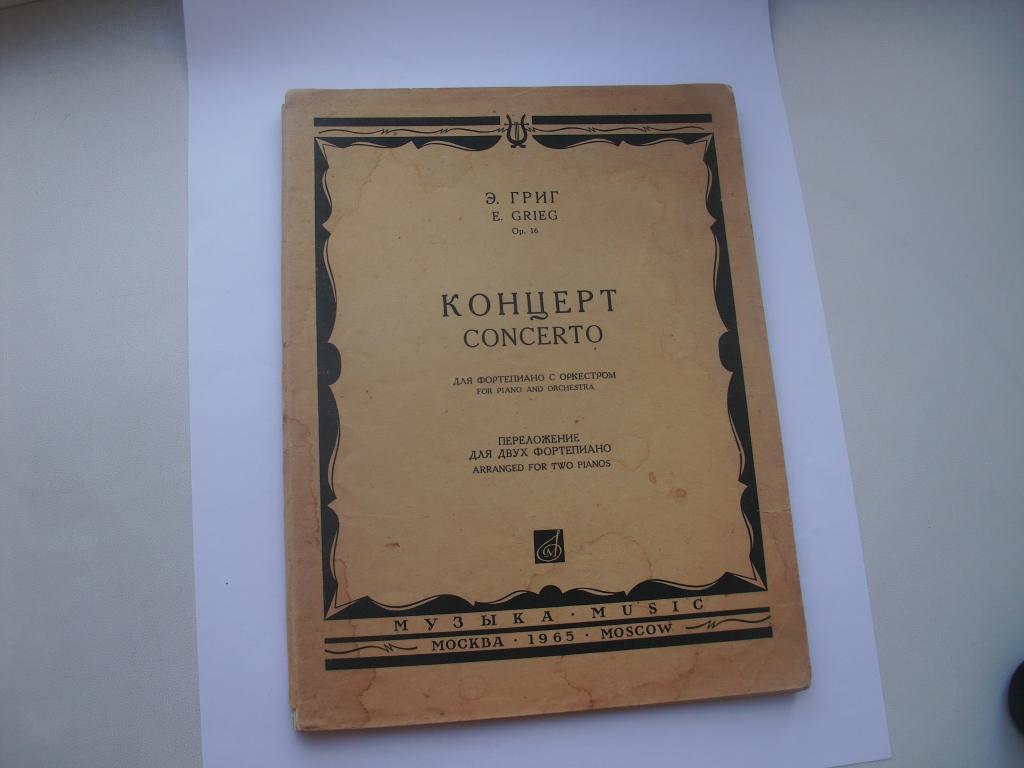 Э. ГРИГ
E. GRIEG
Op. 16
КОНЦЕРТ
CONCERTO
ДЛЯ ФОРТЕПИАНО С ОРКЕСТРОМ
FOR PIANO AND ORCHESTRA
ПЕРЕЛОЖЕНИЕ
ДЛЯ ДВУХ ФОРТЕПИАНО
ARRANGED FOR TWO PIANOS
МУЗЫКА · MUSIC
МОСКВА · 1965 · MOSCOW